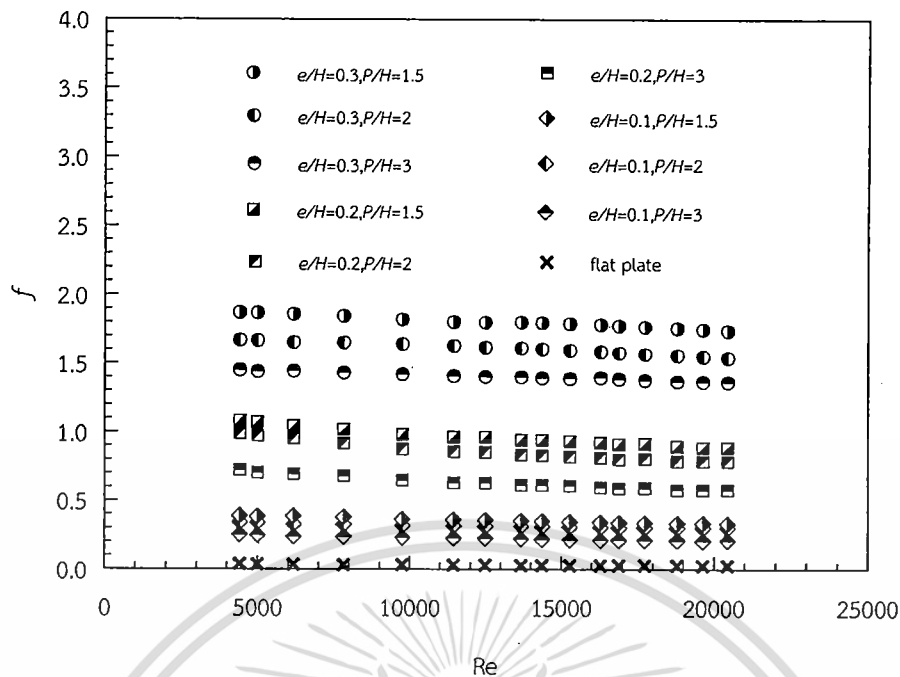 4.0
3.5
3.0
2.5
2.0
1.5
1.0
0.5
0.0
f
e/H=0.3,P/H=1.5
e/H=0.3,P/H=2
e/H=0.3,P/H=3
e/H=0.2,P/H=1.5
e/H=0.2,P/H=2
e/H=0.2,P/H=3
e/H=0.1,P/H=1.5
e/H=0.1,P/H=2
e/H=0.1,P/H=3
flat plate
0 5000 10000 15000 20000 25000
Re